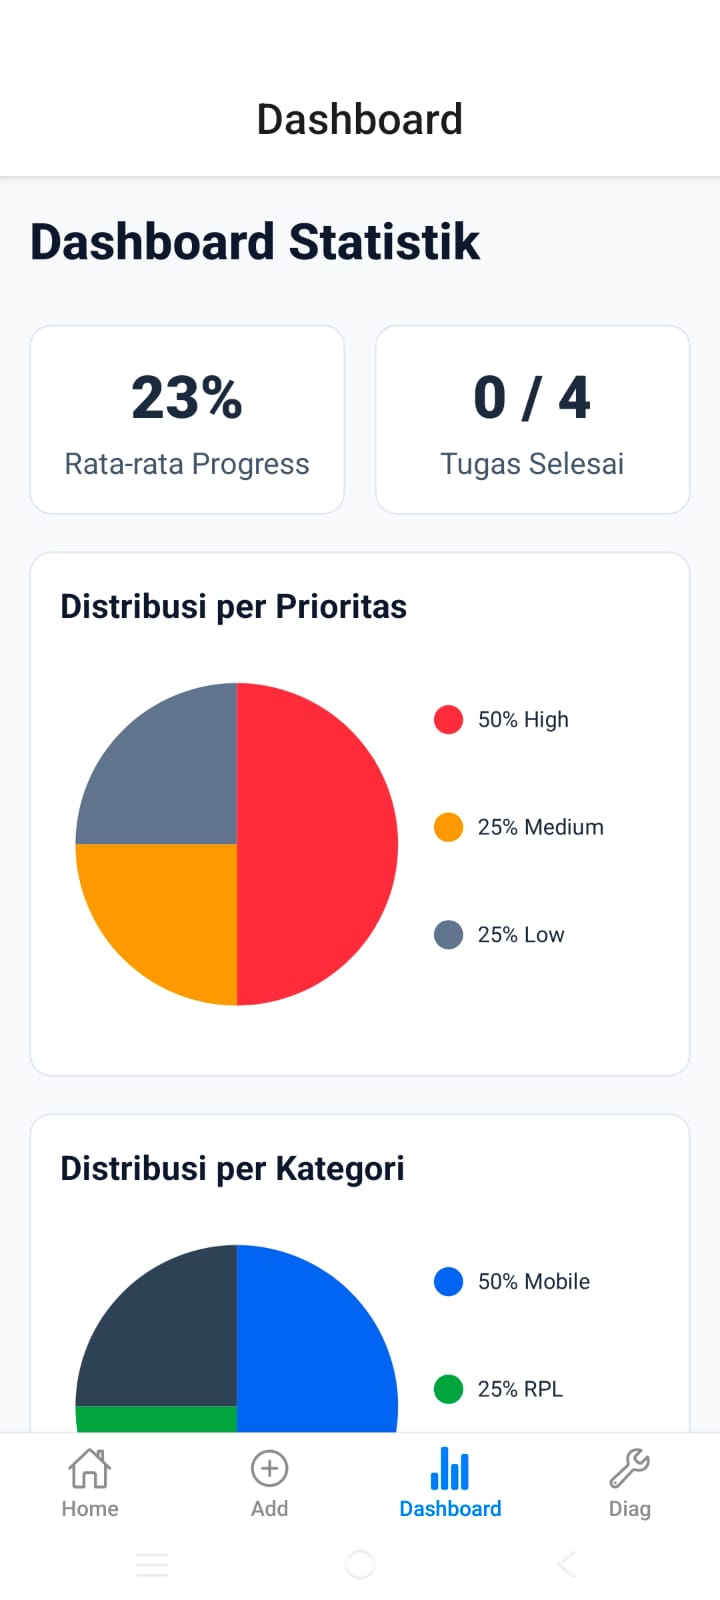 Dashboard
Dashboard Statistik
23%
Rata-rata Progress
0 / 4
Tugas Selesai
Distribusi per Prioritas
50% High
25% Medium
25% Low
Distribusi per Kategori
50% Mobile
25% RPL
Home
Add
Dashboard
Diag